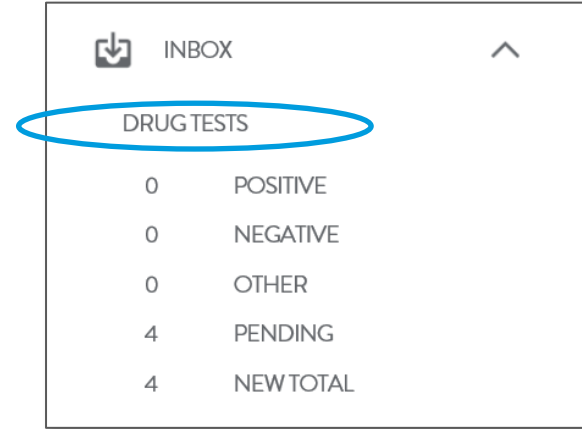 INBOX
DRUG TESTS
0 POSITIVE
0 NEGATIVE
0 OTHER
4 PENDING
4 NEW TOTAL